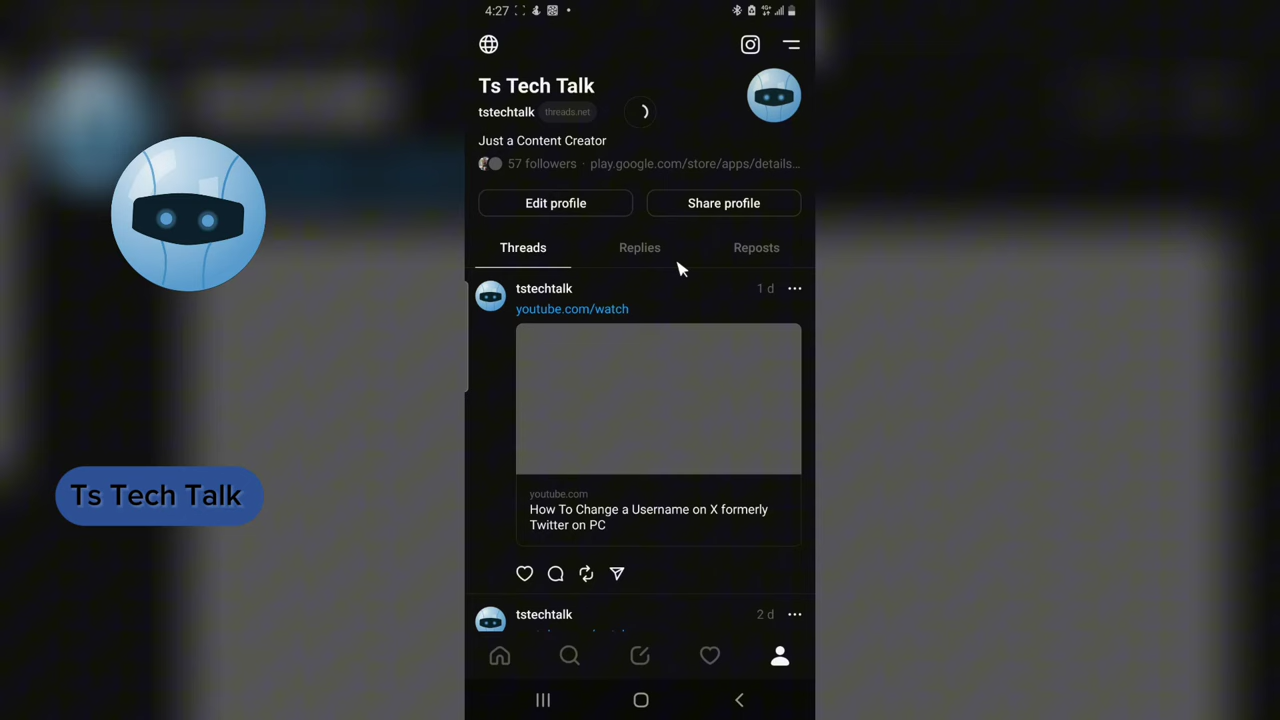 4:27
4G+
Ts Tech Talk
tstechtalk threads.net
Just a Content Creator
57 followers · play.google.com/store/apps/details...
Edit profile Share profile
Threads Replies Reposts
tstechtalk 1 d
youtube.com/watch
youtube.com
How To Change a Username on X formerly
Twitter on PC
tstechtalk 2 d
Ts Tech Talk